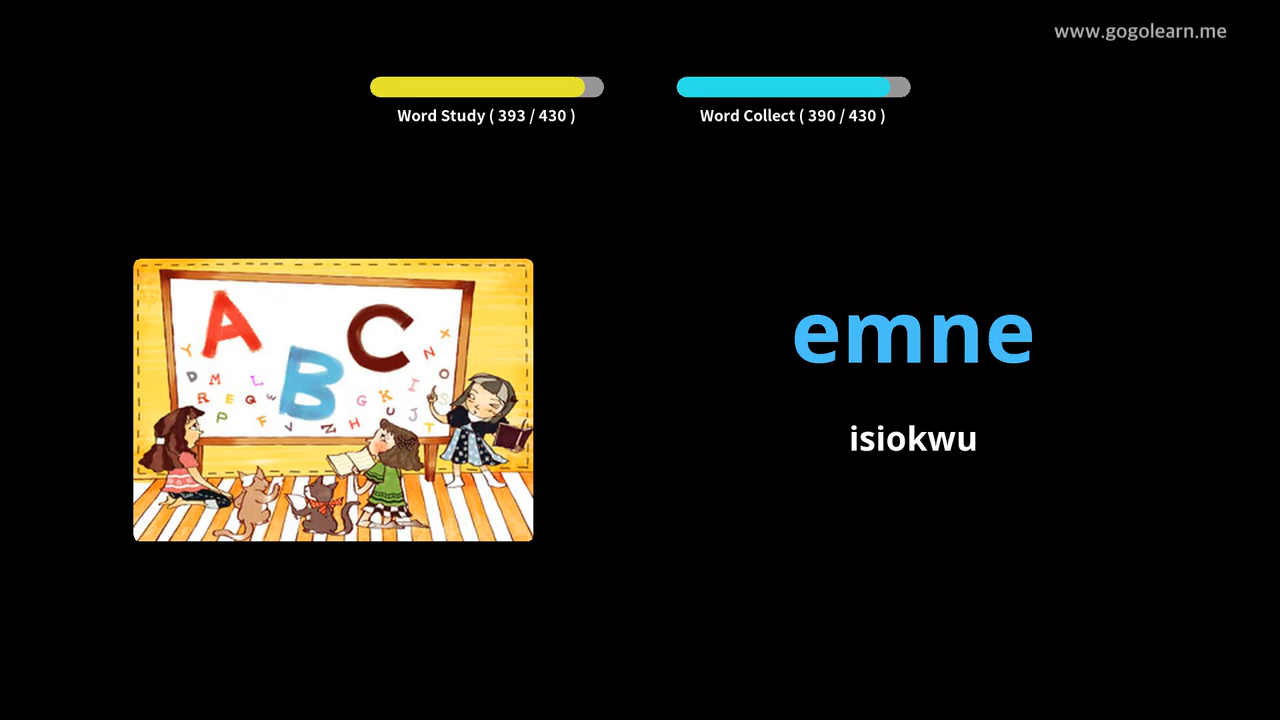 www.gogolearn.me
Word Study ( 393 / 430 )
Word Collect ( 390 / 430 )
A
B
C
Y
D M L
R E Q W
P F V Z H
G K I
U J T
X
N
O
S
emne
isiokwu